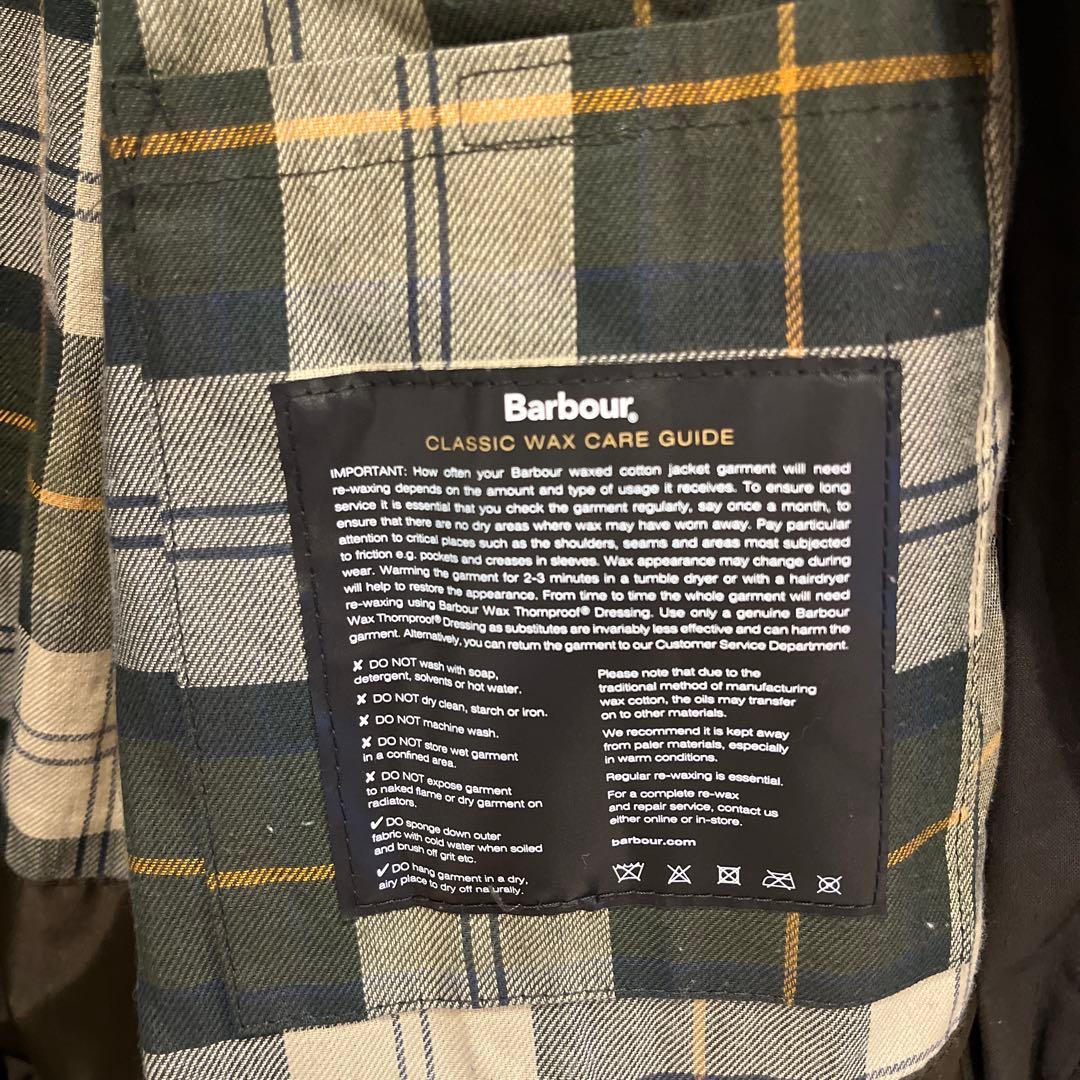 Barbour®
CLASSIC WAX CARE GUIDE
IMPORTANT: How often your Barbour waxed cotton jacket garment will need
re-waxing depends on the amount and type of usage it receives. To ensure long
service it is essential that you check the garment regularly, say once a month, to
ensure that there are no dry areas where wax may have worn away. Pay particular
attention to critical places such as the shoulders, seams and areas most subjected
to friction e.g. pockets and creases in sleeves. Wax appearance may change during
wear. Warming the garment for 2-3 minutes in a tumble dryer or with a hairdryer
will help to restore the appearance. From time to time the whole garment will need
re-waxing using Barbour Wax Thornproof® Dressing. Use only a genuine Barbour
Wax Thornproof® Dressing as substitutes are invariably less effective and can harm the
garment. Alternatively, you can return the garment to our Customer Service Department.
✗ DO NOT wash with soap,
detergent, solvents or hot water.
✗ DO NOT dry clean, starch or iron.
✗ DO NOT machine wash.
✗ DO NOT store wet garment
in a confined area.
✗ DO NOT expose garment
to naked flame or dry garment on
radiators.
✓ DO sponge down outer
fabric with cold water when soiled
and brush off grit etc.
✓ DO hang garment in a dry,
airy place to dry off naturally.
Please note that due to the
traditional method of manufacturing
wax cotton, the oils may transfer
on to other materials.
We recommend it is kept away
from paler materials, especially
in warm conditions.
Regular re-waxing is essential.
For a complete re-wax
and repair service, contact us
either online or in-store.
barbour.com